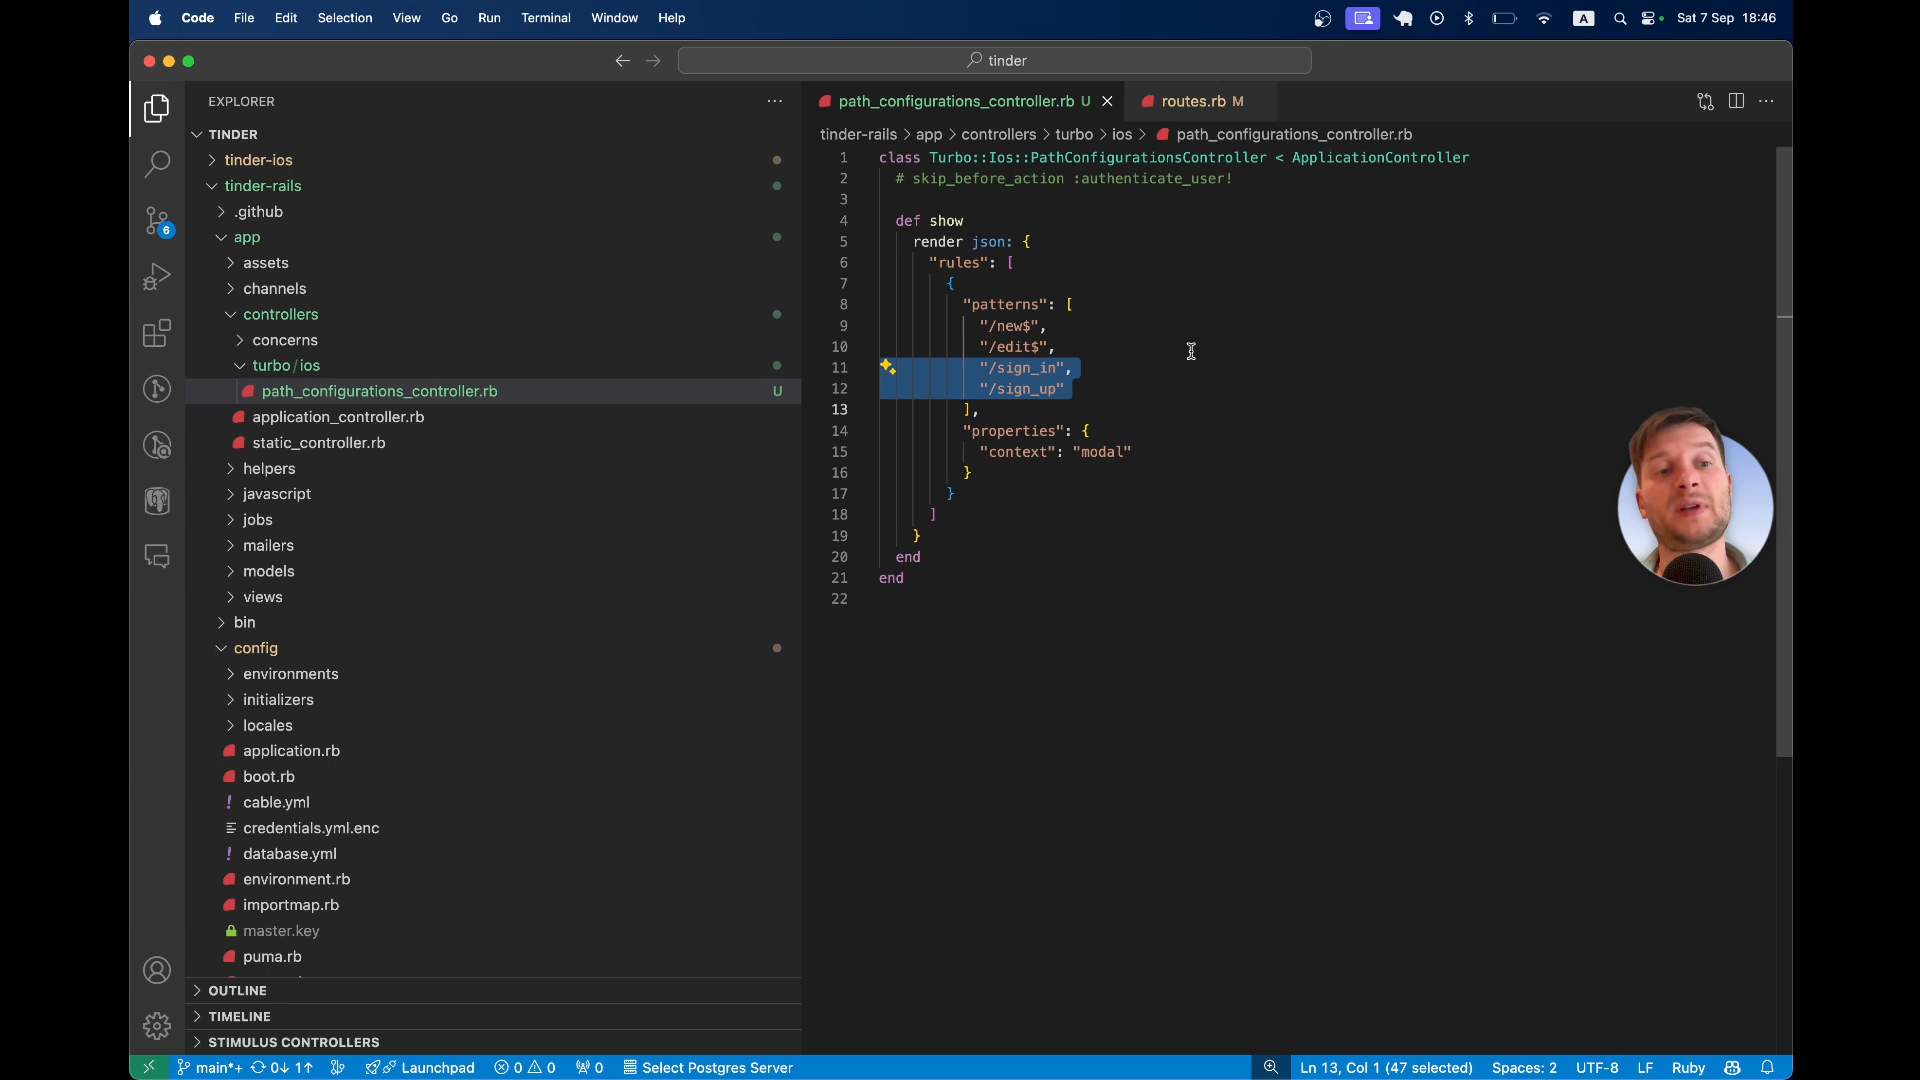 Code File Edit Selection View Go Run Terminal Window Help A Sat 7 Sep 18:46
tinder
EXPLORER
TINDER
tinder-ios
tinder-rails
.github
app
assets
channels
controllers
concerns
turbo/ios
path_configurations_controller.rb U
application_controller.rb
static_controller.rb
helpers
javascript
jobs
mailers
models
views
bin
config
environments
initializers
locales
application.rb
boot.rb
! cable.yml
credentials.yml.enc
! database.yml
environment.rb
importmap.rb
master.key
puma.rb
OUTLINE
TIMELINE
STIMULUS CONTROLLERS
6
path_configurations_controller.rb U routes.rb M
tinder-rails > app > controllers > turbo > ios > path_configurations_controller.rb
1 class Turbo::Ios::PathConfigurationsController < ApplicationController
2 # skip_before_action :authenticate_user!
3
4 def show
5 render json: {
6 "rules": [
7 {
8 "patterns": [
9 "/new$",
10 "/edit$",
11 "/sign_in",
12 "/sign_up"
13 ],
14 "properties": {
15 "context": "modal"
16 }
17 }
18 ]
19 }
20 end
21 end
22
main*+ 0↓ 1↑ Launchpad 0 0 0 Select Postgres Server Ln 13, Col 1 (47 selected) Spaces: 2 UTF-8 LF Ruby